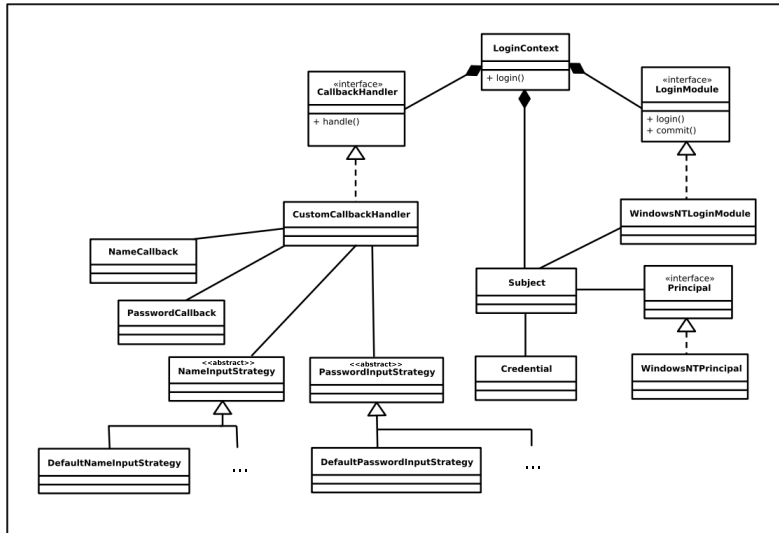 LoginContext
+ login()
«interface»
CallbackHandler
+ handle()
«interface»
LoginModule
+ login()
+ commit()
CustomCallbackHandler
WindowsNTLoginModule
NameCallback
PasswordCallback
Subject
«interface»
Principal
<<abstract>>
NameInputStrategy
<<abstract>>
PasswordInputStrategy
Credential
WindowsNTPrincipal
DefaultNameInputStrategy
...
DefaultPasswordInputStrategy
...